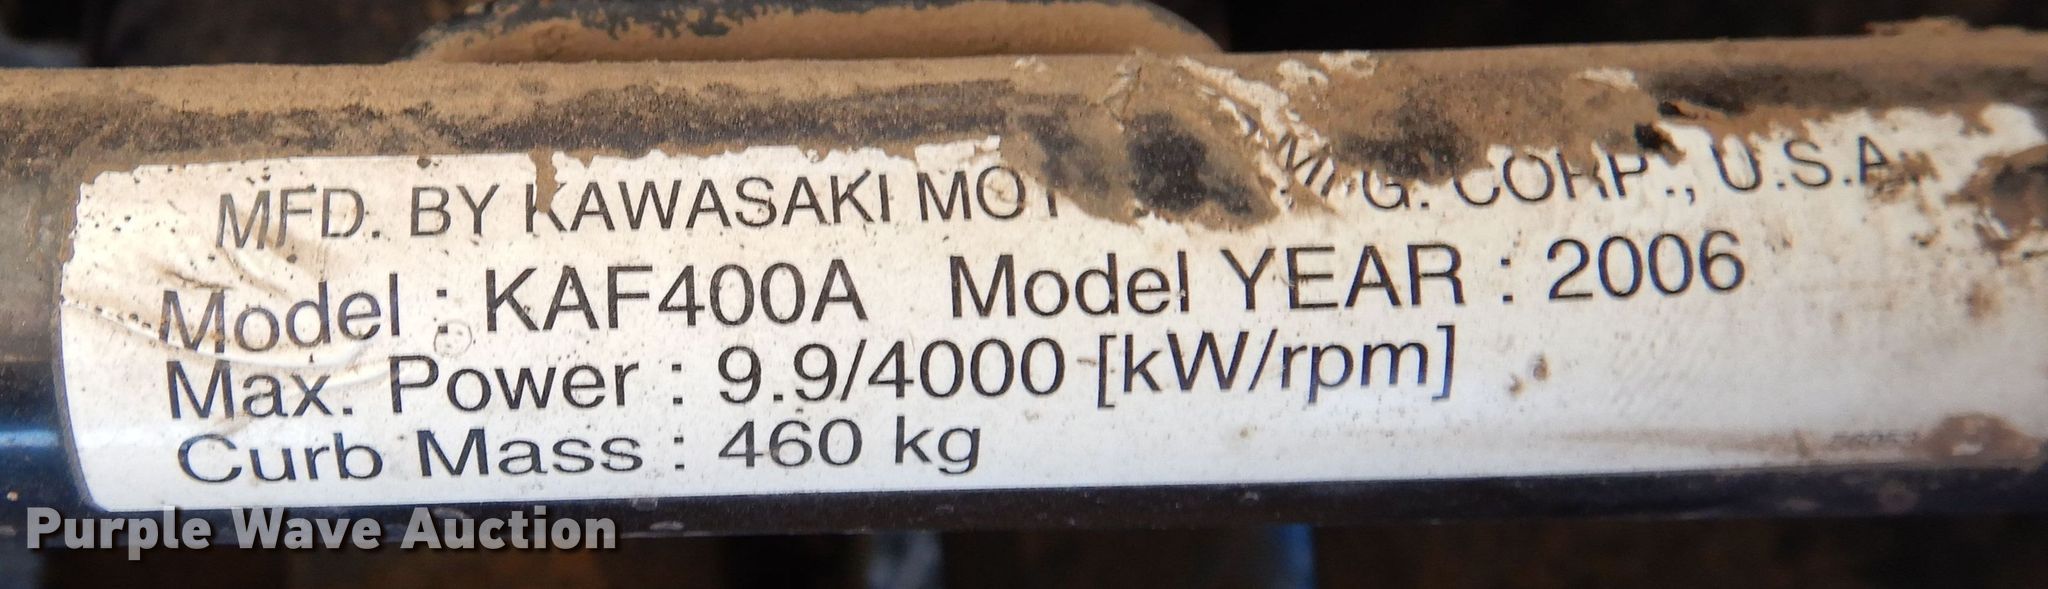 MFD. BY KAWASAKI MFG. CORP., U.S.A.
Model : KAF400A Model YEAR : 2006
Max. Power : 9.9/4000 [kW/rpm]
Curb Mass : 460 kg
Purple Wave Auction